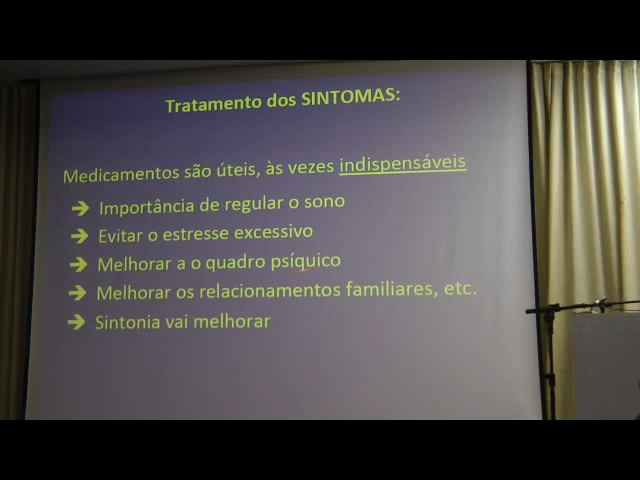 Tratamento dos SINTOMAS:
Medicamentos são úteis, às vezes indispensáveis
➔ Importância de regular o sono
➔ Evitar o estresse excessivo
➔ Melhorar a o quadro psíquico
➔ Melhorar os relacionamentos familiares, etc.
➔ Sintonia vai melhorar